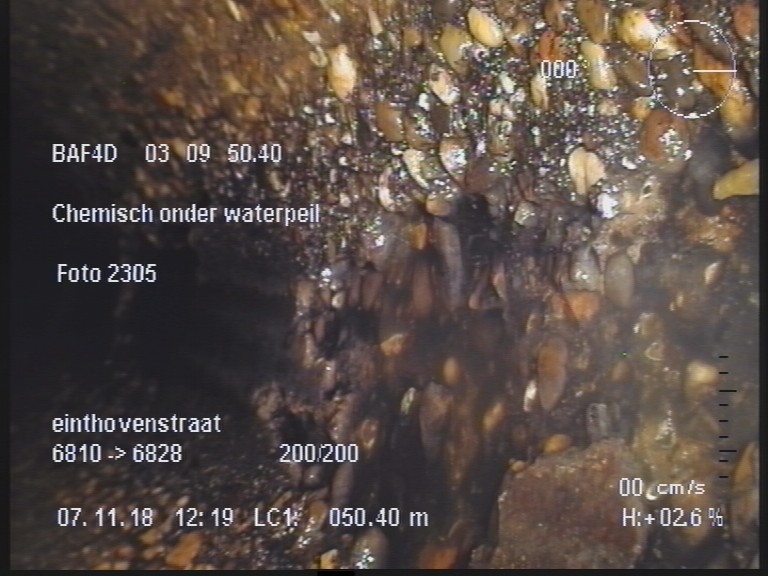 000
BAF4D 03 09 50.40
Chemisch onder waterpeil
Foto 2305
einthovenstraat
6810 -> 6828 200/200
00 cm/s
07.11.18 12:19 LC1: 050.40 m H:+02.6 %